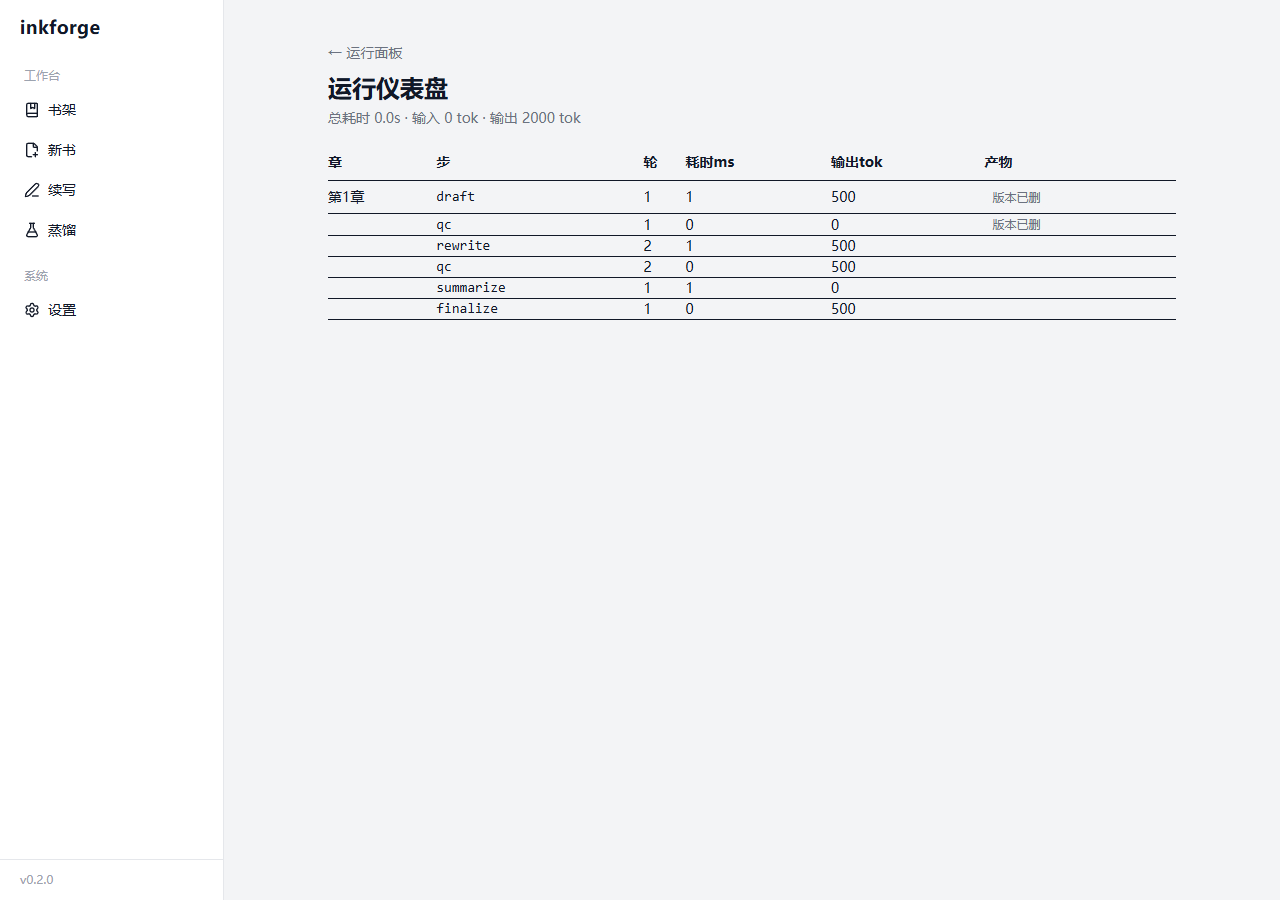 inkforge
工作台
书架
新书
续写
蒸馏
系统
设置
v0.2.0
← 运行面板
运行仪表盘
总耗时 0.0s · 输入 0 tok · 输出 2000 tok
章 步 轮 耗时ms 输出tok 产物
第1章 draft 1 1 500 版本已删
qc 1 0 0 版本已删
rewrite 2 1 500
qc 2 0 500
summarize 1 1 0
finalize 1 0 500